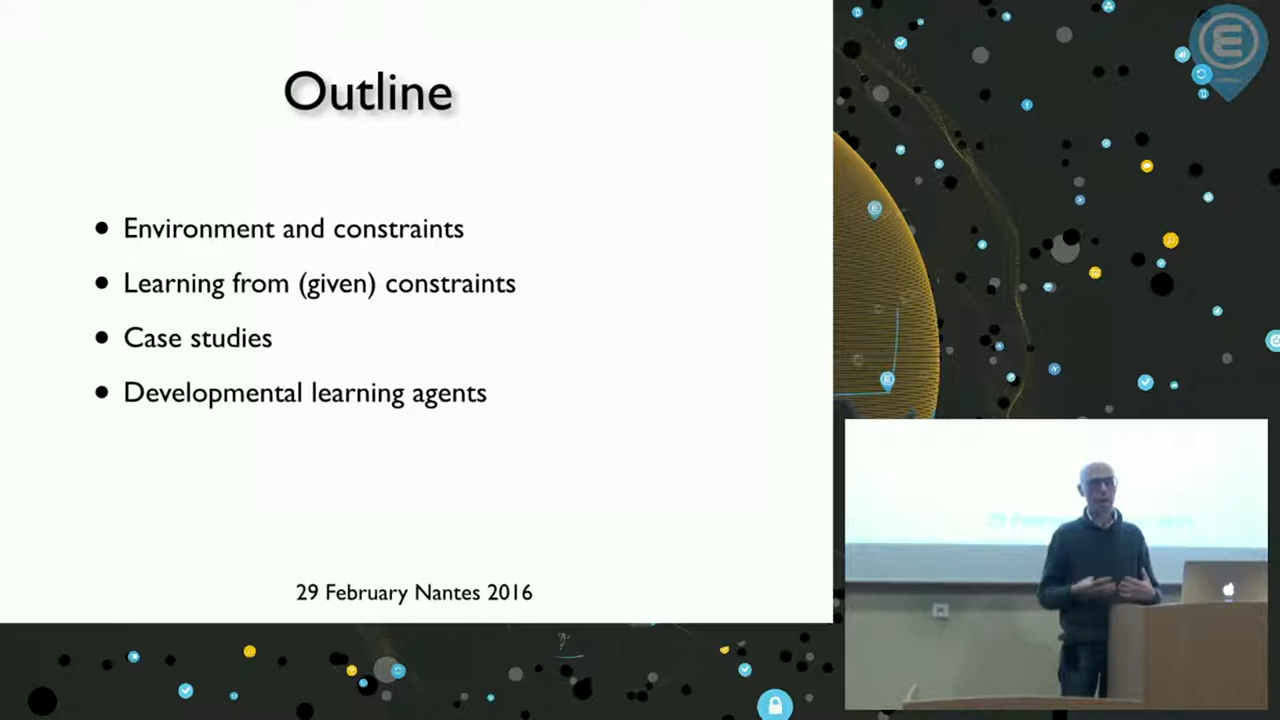 Outline
• Environment and constraints
• Learning from (given) constraints
• Case studies
• Developmental learning agents
29 February Nantes 2016